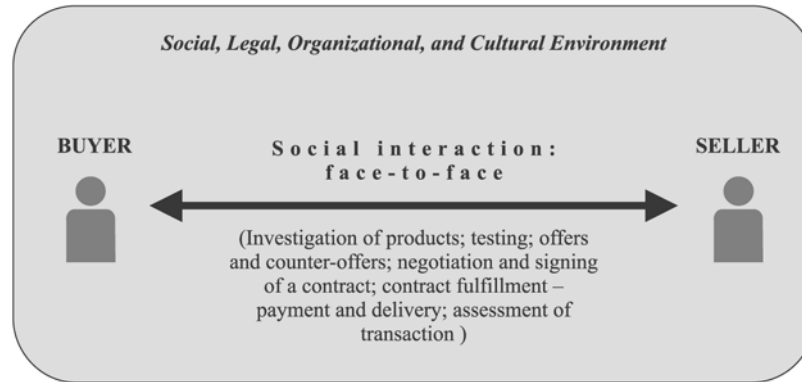 Social, Legal, Organizational, and Cultural Environment
BUYER
Social interaction:
face-to-face
SELLER
(Investigation of products; testing; offers
and counter-offers; negotiation and signing
of a contract; contract fulfillment –
payment and delivery; assessment of
transaction )